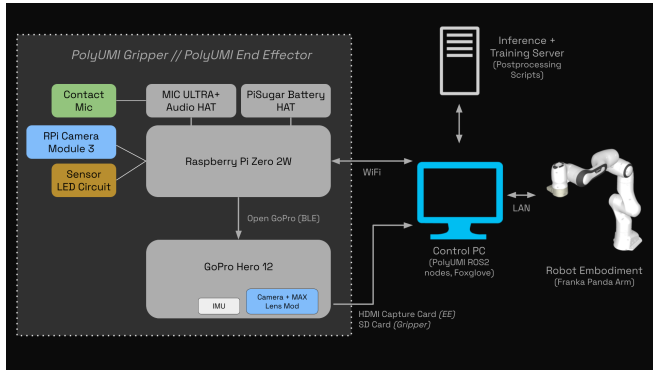 PolyUMI Gripper // PolyUMI End Effector
Contact
Mic
MIC ULTRA+
Audio HAT
PiSugar Battery
HAT
RPi Camera
Module 3
Sensor
LED Circuit
Raspberry Pi Zero 2W
Open GoPro (BLE)
GoPro Hero 12
IMU
Camera + MAX
Lens Mod
WiFi
HDMI Capture Card (EE)
SD Card (Gripper)
Inference +
Training Server
(Postprocessing
Scripts)
Control PC
(PolyUMI ROS2
nodes, Foxglove)
LAN
Robot Embodiment
(Franka Panda Arm)